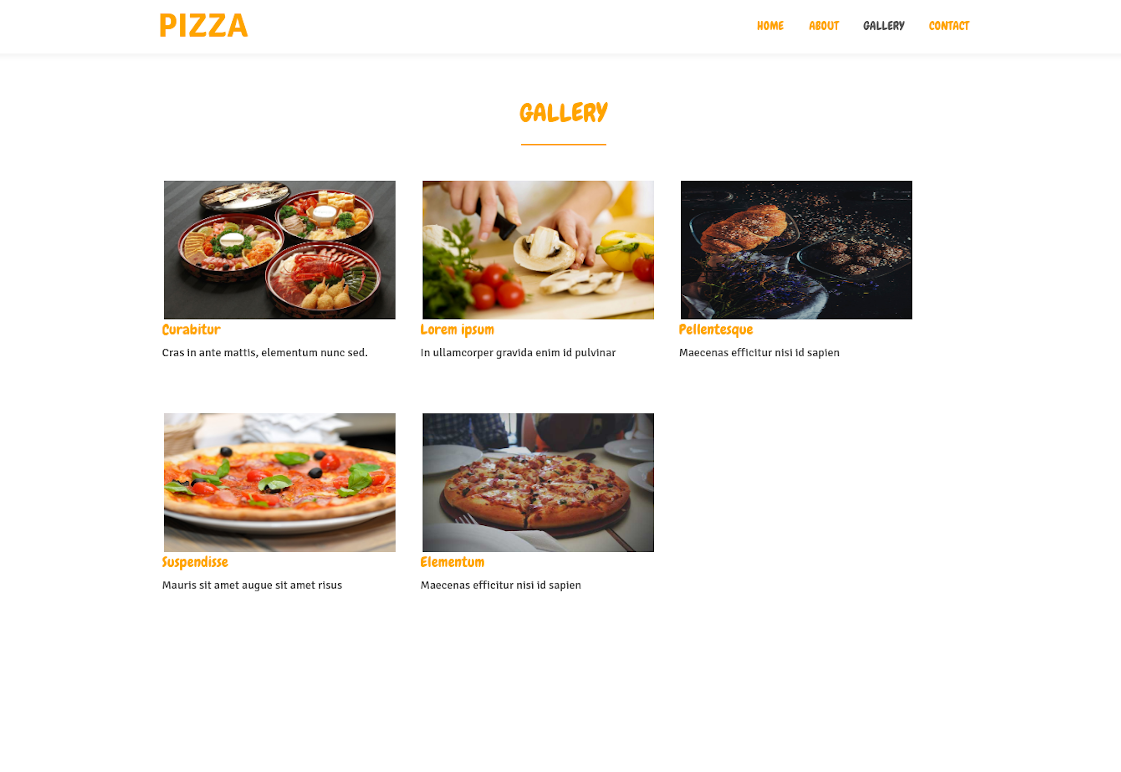 PIZZA
HOME ABOUT GALLERY CONTACT
GALLERY
Curabitur
Cras in ante mattis, elementum nunc sed.
Lorem ipsum
In ullamcorper gravida enim id pulvinar
Pellentesque
Maecenas efficitur nisi id sapien
Suspendisse
Mauris sit amet augue sit amet risus
Elementum
Maecenas efficitur nisi id sapien